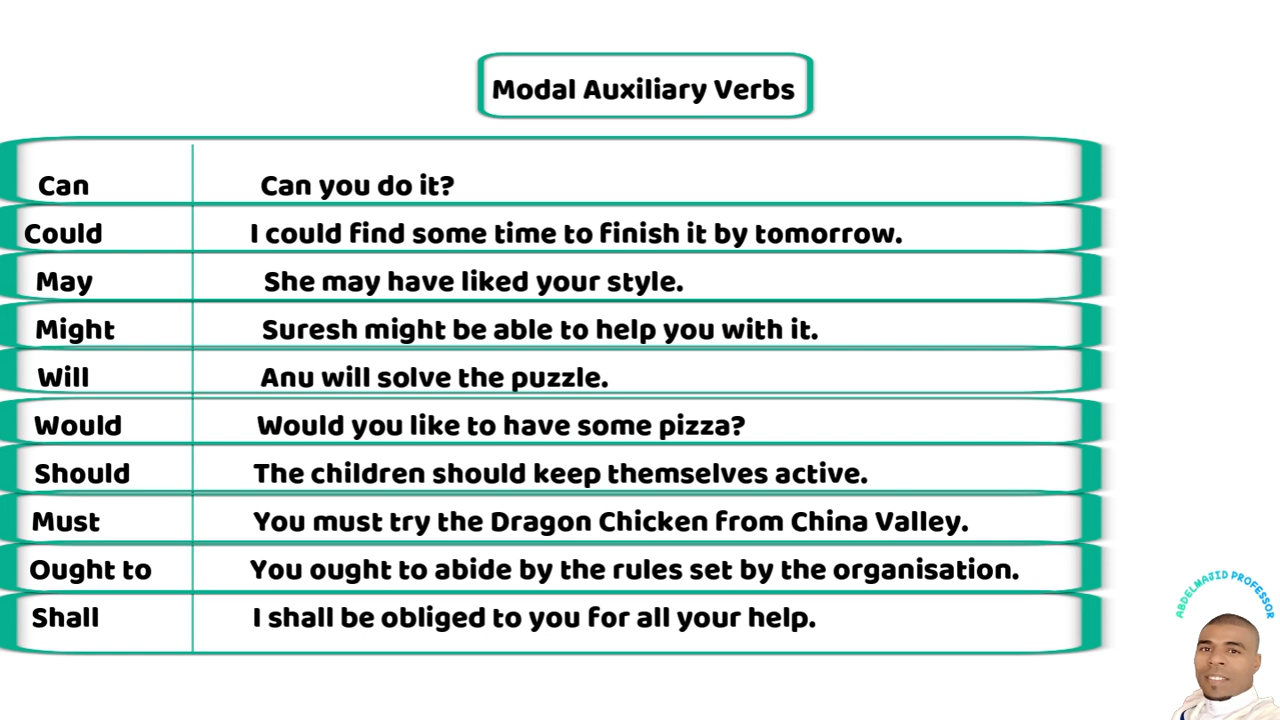 Modal Auxiliary Verbs
Can Can you do it?
Could I could find some time to finish it by tomorrow.
May She may have liked your style.
Might Suresh might be able to help you with it.
Will Anu will solve the puzzle.
Would Would you like to have some pizza?
Should The children should keep themselves active.
Must You must try the Dragon Chicken from China Valley.
Ought to You ought to abide by the rules set by the organisation.
Shall I shall be obliged to you for all your help.
ABDELMAJID PROFESSOR